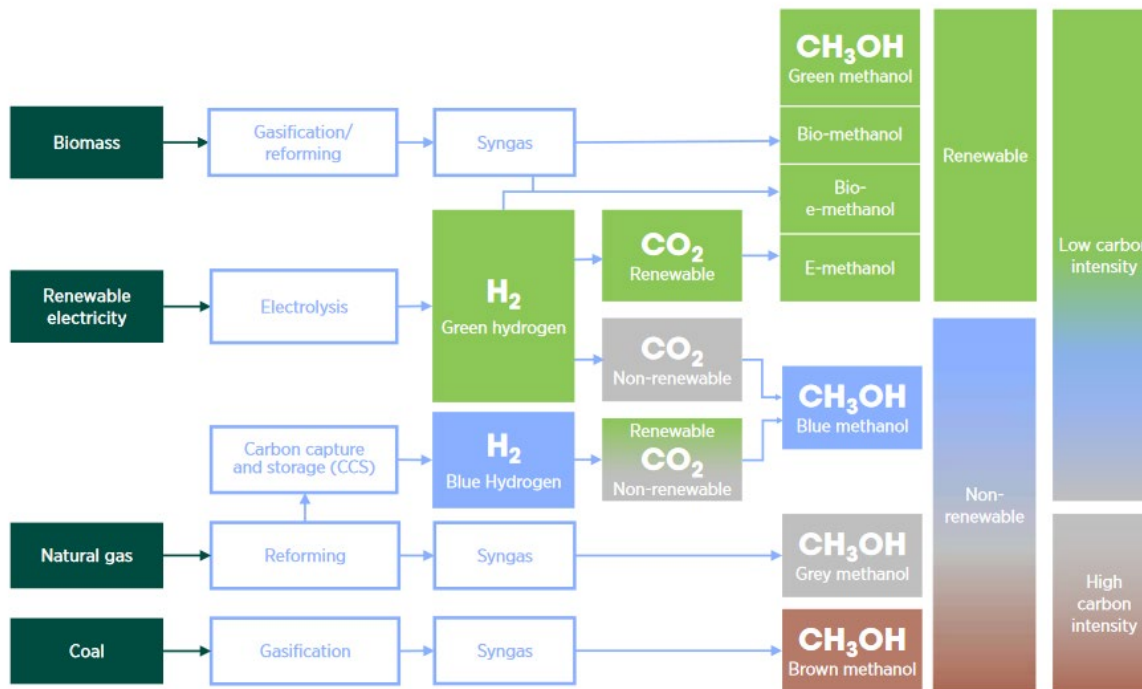 CH₃OH
Green methanol
Biomass
Gasification/
reforming
Syngas
Bio-methanol
Renewable
Bio-
e-methanol
Renewable
electricity
Electrolysis
H₂
Green hydrogen
CO₂
Renewable
E-methanol
Low carbon
intensity
CO₂
Non-renewable
CH₃OH
Blue methanol
Carbon capture
and storage (CCS)
H₂
Blue Hydrogen
Renewable
CO₂
Non-renewable
Non-
renewable
Natural gas
Reforming
Syngas
CH₃OH
Grey methanol
High
carbon
intensity
Coal
Gasification
Syngas
CH₃OH
Brown methanol